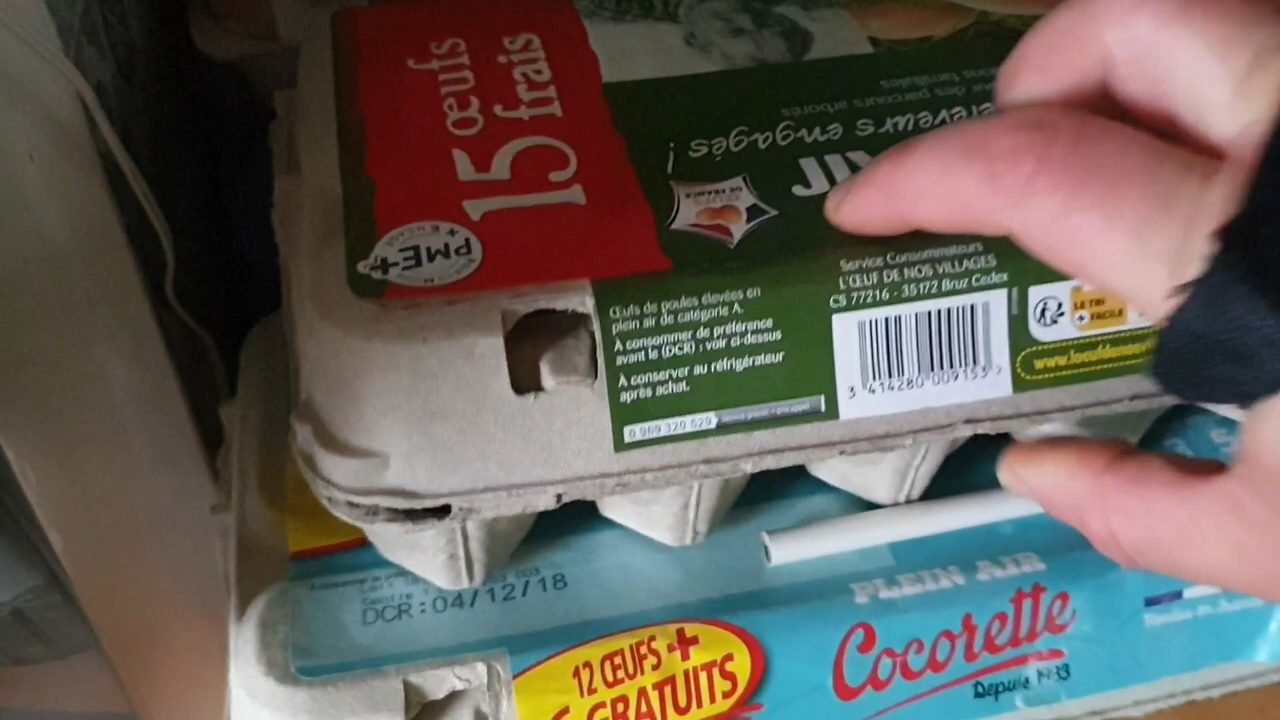 15 œufs
frais
PME+
ENGAGÉ
éleveurs engagés !
DE FRANCE
Service Consommateurs
L'ŒUF DE NOS VILLAGES
CS 77216 - 35172 Bruz Cedex
Œufs de poules élevées en
plein air de catégorie A.
À consommer de préférence
avant le (DCR) : voir ci-dessus
À conserver au réfrigérateur
après achat.
0 969 320 529
3 414280 009153
LE TRI
+ FACILE
DCR:04/12/18
12 ŒUFS +
GRATUITS
PLEIN AIR
Cocorette
Depuis